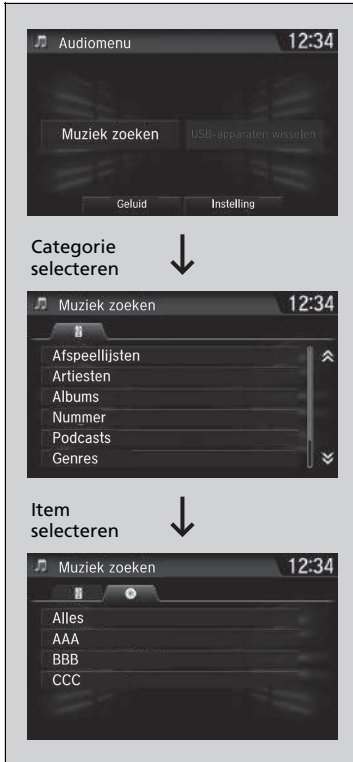 Audiomenu 12:34
Muziek zoeken USB-apparaten wisselen
Geluid Instelling
Categorie
selecteren
Muziek zoeken 12:34
Afspeellijsten
Artiesten
Albums
Nummer
Podcasts
Genres
Item
selecteren
Muziek zoeken 12:34
Alles
AAA
BBB
CCC